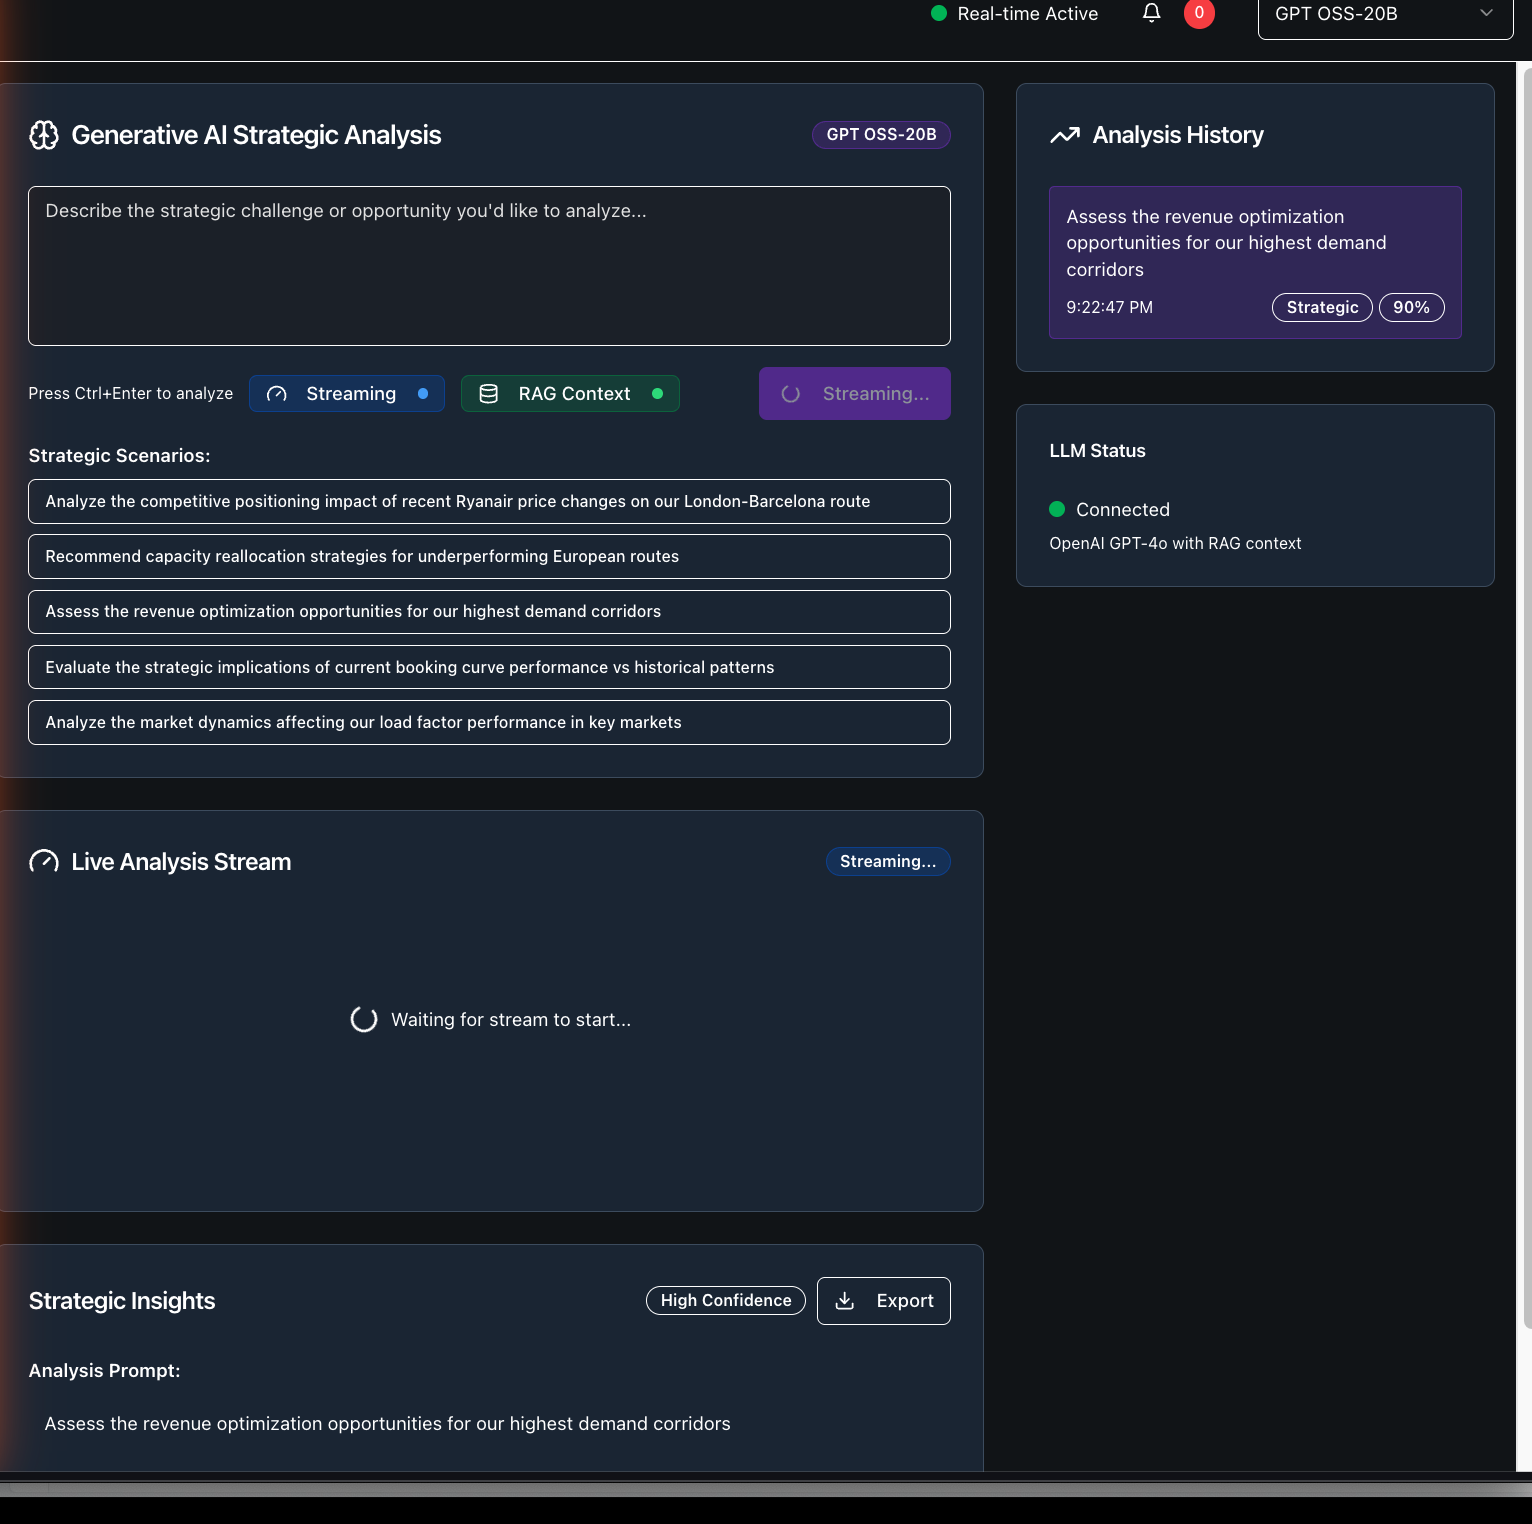 Real-time Active
0
GPT OSS-20B
Generative AI Strategic Analysis
GPT OSS-20B
Describe the strategic challenge or opportunity you'd like to analyze...
Press Ctrl+Enter to analyze
Streaming
RAG Context
Streaming...
Strategic Scenarios:
Analyze the competitive positioning impact of recent Ryanair price changes on our London-Barcelona route
Recommend capacity reallocation strategies for underperforming European routes
Assess the revenue optimization opportunities for our highest demand corridors
Evaluate the strategic implications of current booking curve performance vs historical patterns
Analyze the market dynamics affecting our load factor performance in key markets
Live Analysis Stream
Streaming...
Waiting for stream to start...
Strategic Insights
High Confidence
Export
Analysis Prompt:
Assess the revenue optimization opportunities for our highest demand corridors
Analysis History
Assess the revenue optimization
opportunities for our highest demand
corridors
9:22:47 PM
Strategic
90%
LLM Status
Connected
OpenAI GPT-4o with RAG context